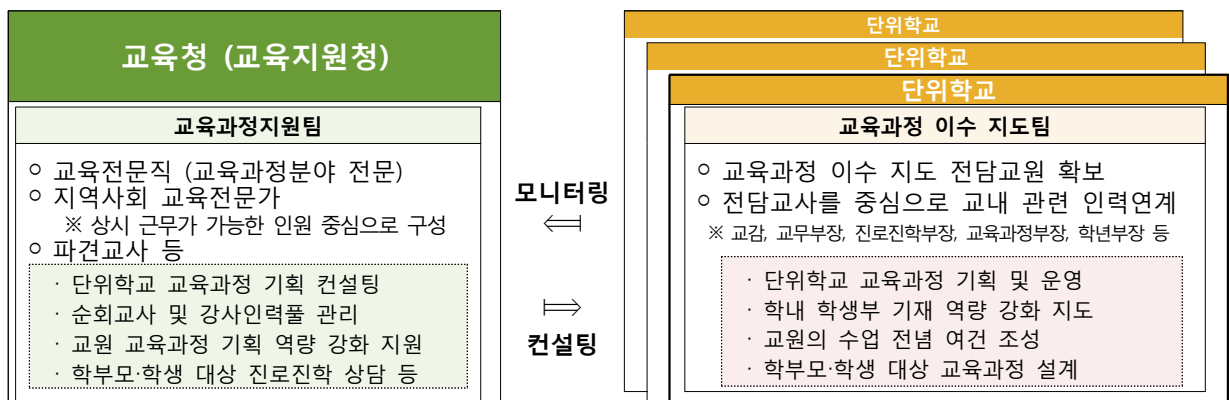 교육청 (교육지원청)
교육과정지원팀
○ 교육전문직 (교육과정분야 전문)
○ 지역사회 교육전문가
※ 상시 근무가 가능한 인원 중심으로 구성
○ 파견교사 등
· 단위학교 교육과정 기획 컨설팅
· 순회교사 및 강사인력풀 관리
· 교원 교육과정 기획 역량 강화 지원
· 학부모·학생 대상 진로진학 상담 등
모니터링
⇐
⇒
컨설팅
단위학교
단위학교
단위학교
교육과정 이수 지도팀
○ 교육과정 이수 지도 전담교원 확보
○ 전담교사를 중심으로 교내 관련 인력연계
※ 교감, 교무부장, 진로진학부장, 교육과정부장, 학년부장 등
· 단위학교 교육과정 기획 및 운영
· 학내 학생부 기재 역량 강화 지도
· 교원의 수업 전념 여건 조성
· 학부모·학생 대상 교육과정 설계